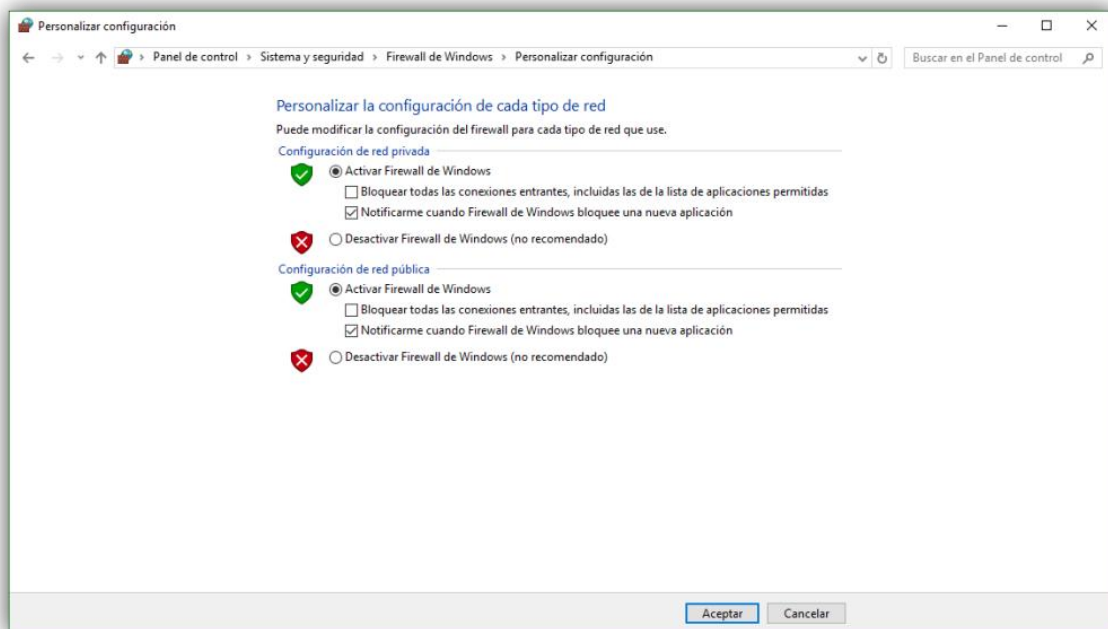 Personalizar configuración
Panel de control > Sistema y seguridad > Firewall de Windows > Personalizar configuración
Buscar en el Panel de control
Personalizar la configuración de cada tipo de red
Puede modificar la configuración del firewall para cada tipo de red que use.
Configuración de red privada
Activar Firewall de Windows
Bloquear todas las conexiones entrantes, incluidas las de la lista de aplicaciones permitidas
Notificarme cuando Firewall de Windows bloquee una nueva aplicación
Desactivar Firewall de Windows (no recomendado)
Configuración de red pública
Activar Firewall de Windows
Bloquear todas las conexiones entrantes, incluidas las de la lista de aplicaciones permitidas
Notificarme cuando Firewall de Windows bloquee una nueva aplicación
Desactivar Firewall de Windows (no recomendado)
Aceptar
Cancelar